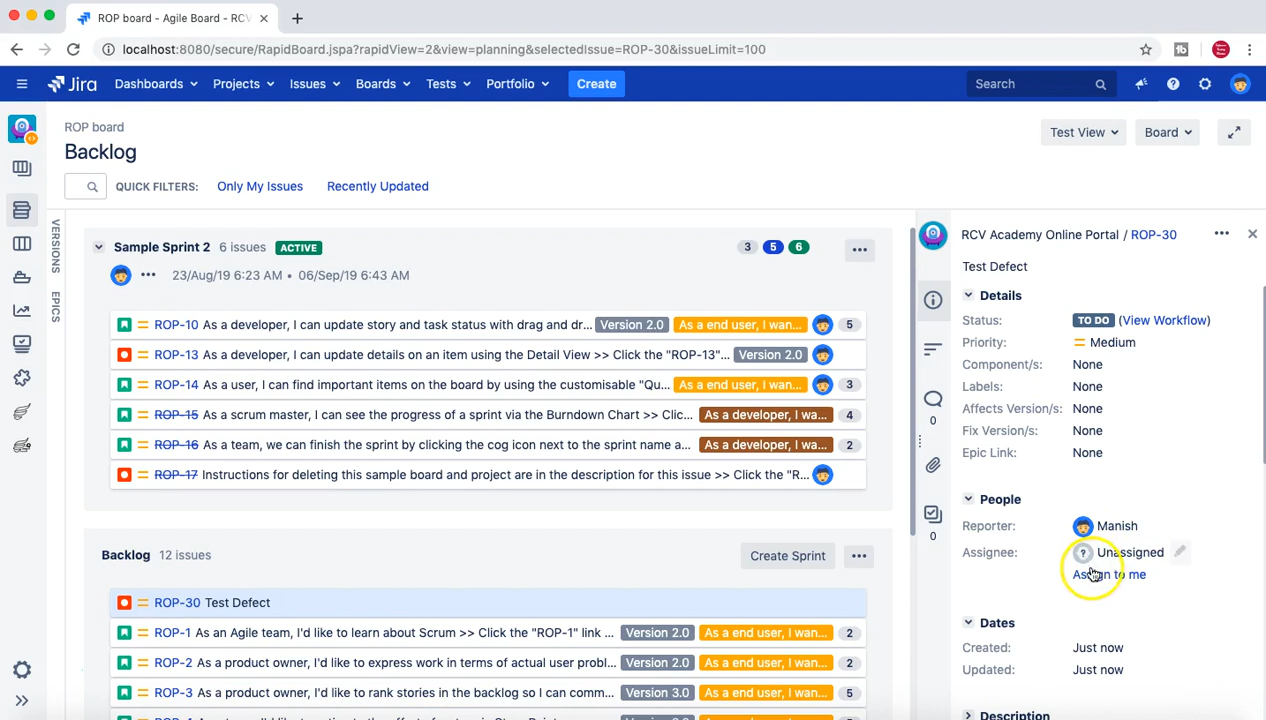 ROP board - Agile Board - RCV
localhost:8080/secure/RapidBoard.jspa?rapidView=2&view=planning&selectedIssue=ROP-30&issueLimit=100
Jira Dashboards Projects Issues Boards Tests Portfolio Create Search
ROP board
Backlog
Test View Board
QUICK FILTERS: Only My Issues Recently Updated
VERSIONS
EPICS
Sample Sprint 2 6 issues ACTIVE 3 5 6
23/Aug/19 6:23 AM • 06/Sep/19 6:43 AM
ROP-10 As a developer, I can update story and task status with drag and dr... Version 2.0 As a end user, I wan... 5
ROP-13 As a developer, I can update details on an item using the Detail View >> Click the "ROP-13"... Version 2.0
ROP-14 As a user, I can find important items on the board by using the customisable "Qu... As a end user, I wan... 3
ROP-15 As a scrum master, I can see the progress of a sprint via the Burndown Chart >> Clic... As a developer, I wa... 4
ROP-16 As a team, we can finish the sprint by clicking the cog icon next to the sprint name a... As a developer, I wa... 2
ROP-17 Instructions for deleting this sample board and project are in the description for this issue >> Click the "R...
Backlog 12 issues Create Sprint
ROP-30 Test Defect
ROP-1 As an Agile team, I'd like to learn about Scrum >> Click the "ROP-1" link ... Version 2.0 As a end user, I wan... 2
ROP-2 As a product owner, I'd like to express work in terms of actual user probl... Version 2.0 As a end user, I wan... 2
ROP-3 As a product owner, I'd like to rank stories in the backlog so I can comm... Version 3.0 As a end user, I wan... 5
RCV Academy Online Portal / ROP-30
Test Defect
Details
Status: TO DO (View Workflow)
Priority: Medium
Component/s: None
Labels: None
Affects Version/s: None
Fix Version/s: None
Epic Link: None
0
0
People
Reporter: Manish
Assignee: ? Unassigned
Assign to me
Dates
Created: Just now
Updated: Just now
Description